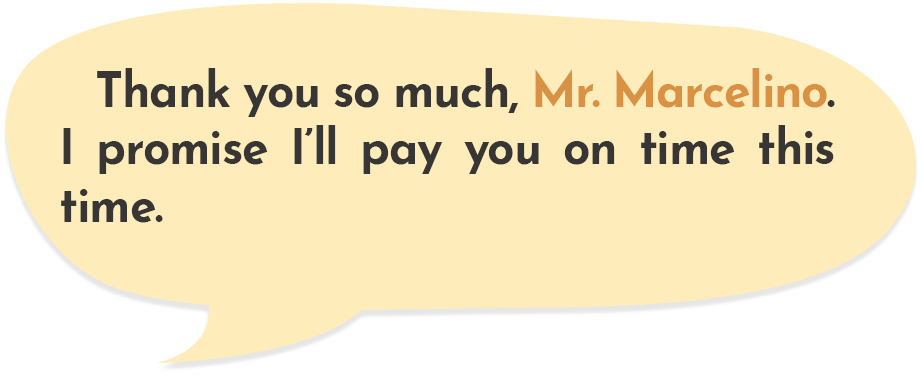 Thank you so much, Mr. Marcelino.
I promise I’ll pay you on time this
time.